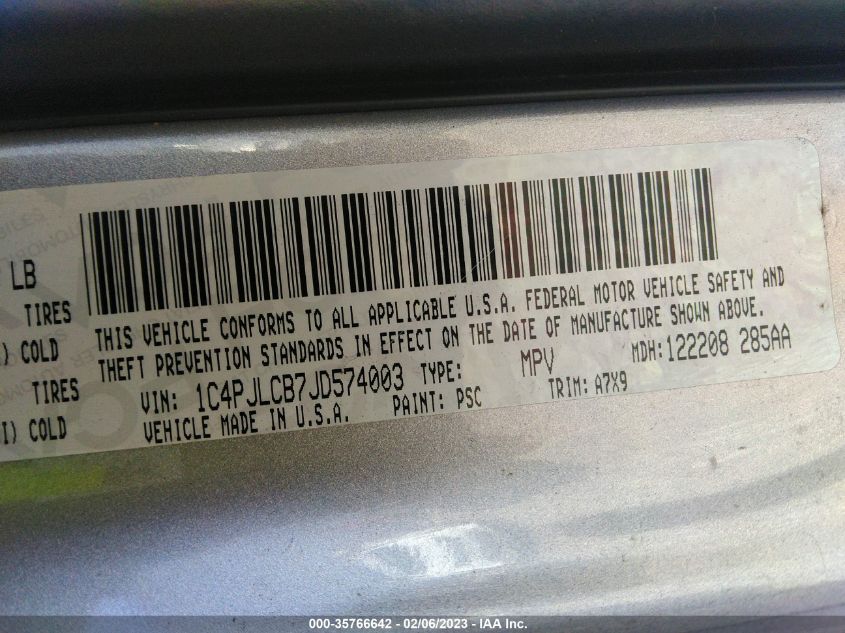 LB
TIRES
I) COLD
TIRES
I) COLD
THIS VEHICLE CONFORMS TO ALL APPLICABLE U.S.A. FEDERAL MOTOR VEHICLE SAFETY AND
THEFT PREVENTION STANDARDS IN EFFECT ON THE DATE OF MANUFACTURE SHOWN ABOVE.
VIN: 1C4PJLCB7JD574003 TYPE: MPV MDH:122208 285AA
VEHICLE MADE IN U.S.A. PAINT: PSC TRIM: A7X9
000-35766642 - 02/06/2023 - IAA Inc.